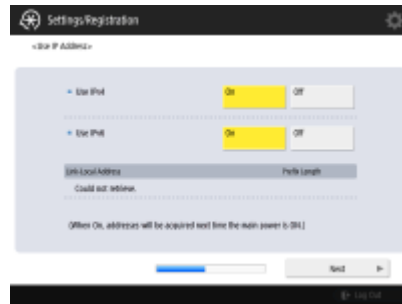 Settings/Registration
<Use IP Address>
Use IPv4
On
Off
Use IPv6
On
Off
Link-Local Address
Prefix Length
Could not retrieve.
(When On, addresses will be acquired next time the main power is ON.)
Next
Log Out